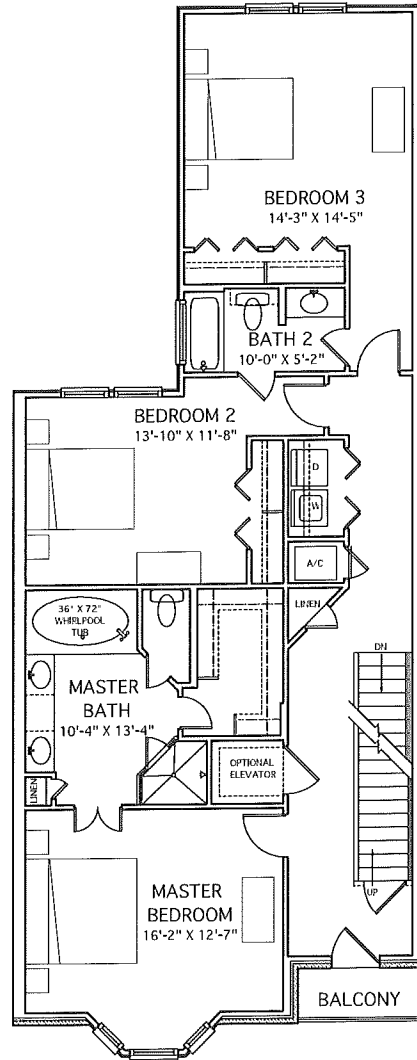 BEDROOM 3
14'-3" X 14'-5"
BATH 2
10'-0" X 5'-2"
BEDROOM 2
13'-10" X 11'-8"
D
W
A/C
LINEN
36" X 72"
WHIRLPOOL
TUB
DN
MASTER
BATH
10'-4" X 13'-4"
OPTIONAL
ELEVATOR
LINEN
MASTER
BEDROOM
16'-2" X 12'-7"
UP
BALCONY